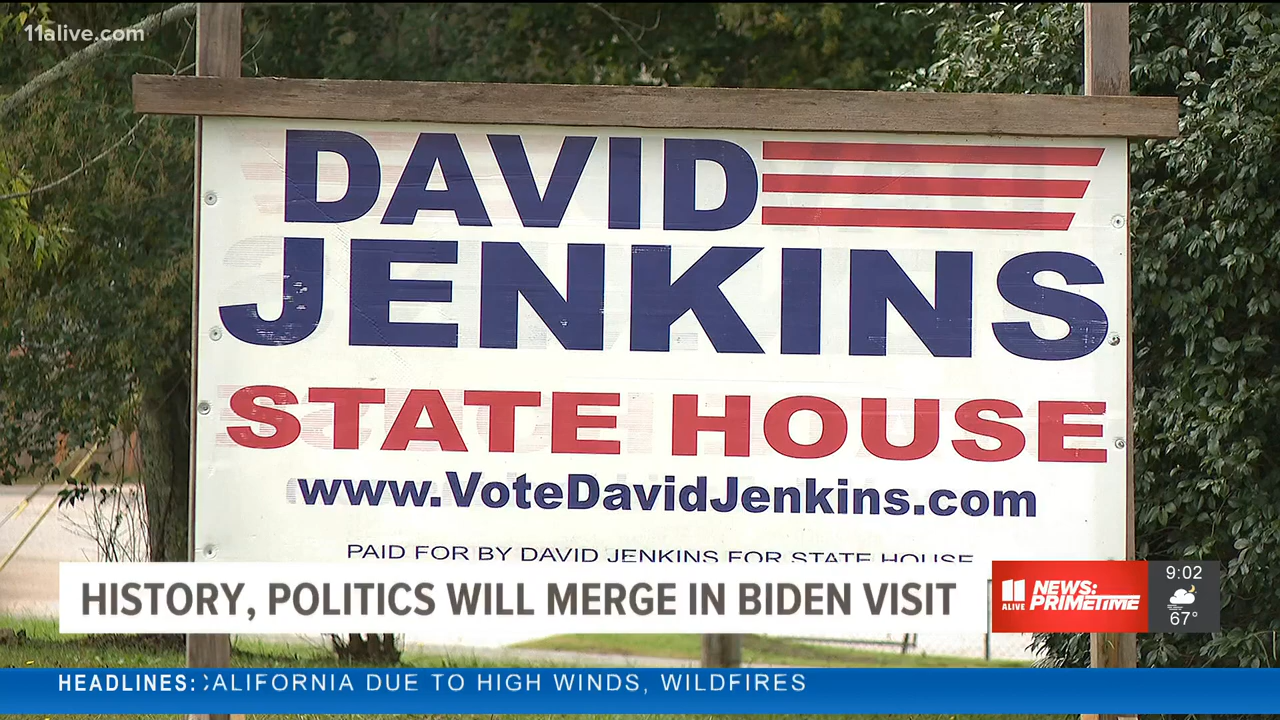 11alive.com
DAVID
JENKINS
STATE HOUSE
www.VoteDavidJenkins.com
PAID FOR BY DAVID JENKINS FOR STATE HOUSE
HISTORY, POLITICS WILL MERGE IN BIDEN VISIT
11 ALIVE NEWS: PRIMETIME
9:02
67°
HEADLINES: CALIFORNIA DUE TO HIGH WINDS, WILDFIRES